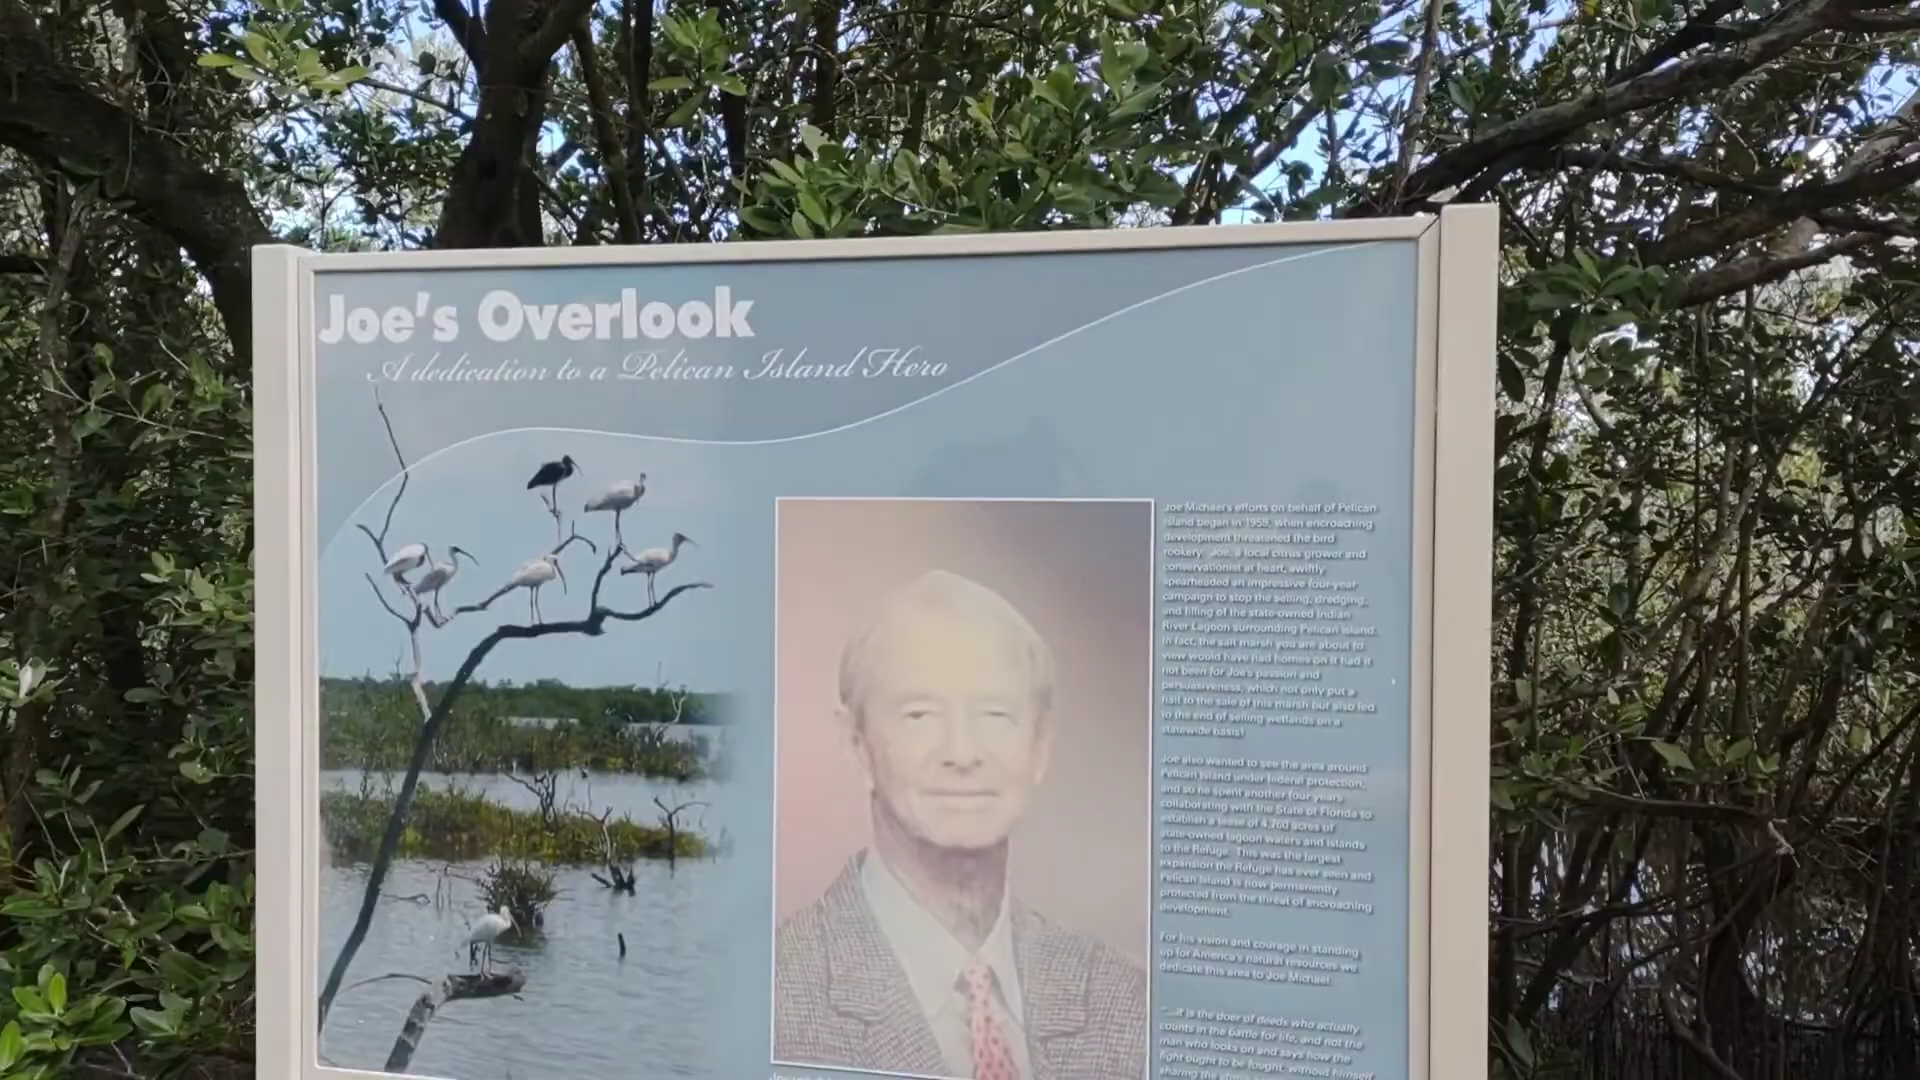 Joe's Overlook
A dedication to a Pelican Island Hero
Joe Michael's efforts on behalf of Pelican
Island began in 1959, when encroaching
development threatened the bird
rookery. Joe, a local citrus grower and
conservationist at heart, swiftly
spearheaded an impressive four-year
campaign to stop the selling, dredging,
and filling of the state-owned Indian
River Lagoon surrounding Pelican Island.
In fact, the salt marsh you are about to
view would have had homes on it had it
not been for Joe's passion and
persuasiveness, which not only put a
halt to the sale of this marsh but also led
to the end of selling wetlands on a
statewide basis!
Joe also wanted to see the area around
Pelican Island under federal protection,
and so he spent another four years
collaborating with the State of Florida to
establish a lease of 4,760 acres of
state-owned lagoon waters and islands
to the Refuge. This was the largest
expansion the Refuge has ever seen and
Pelican Island is now permanently
protected from the threat of encroaching
development.
For his vision and courage in standing
up for America's natural resources we
dedicate this area to Joe Michael.
"...it is the doer of deeds who actually
counts in the battle for life, and not the
man who looks on and says how the
fight ought to be fought, without himself
sharing the